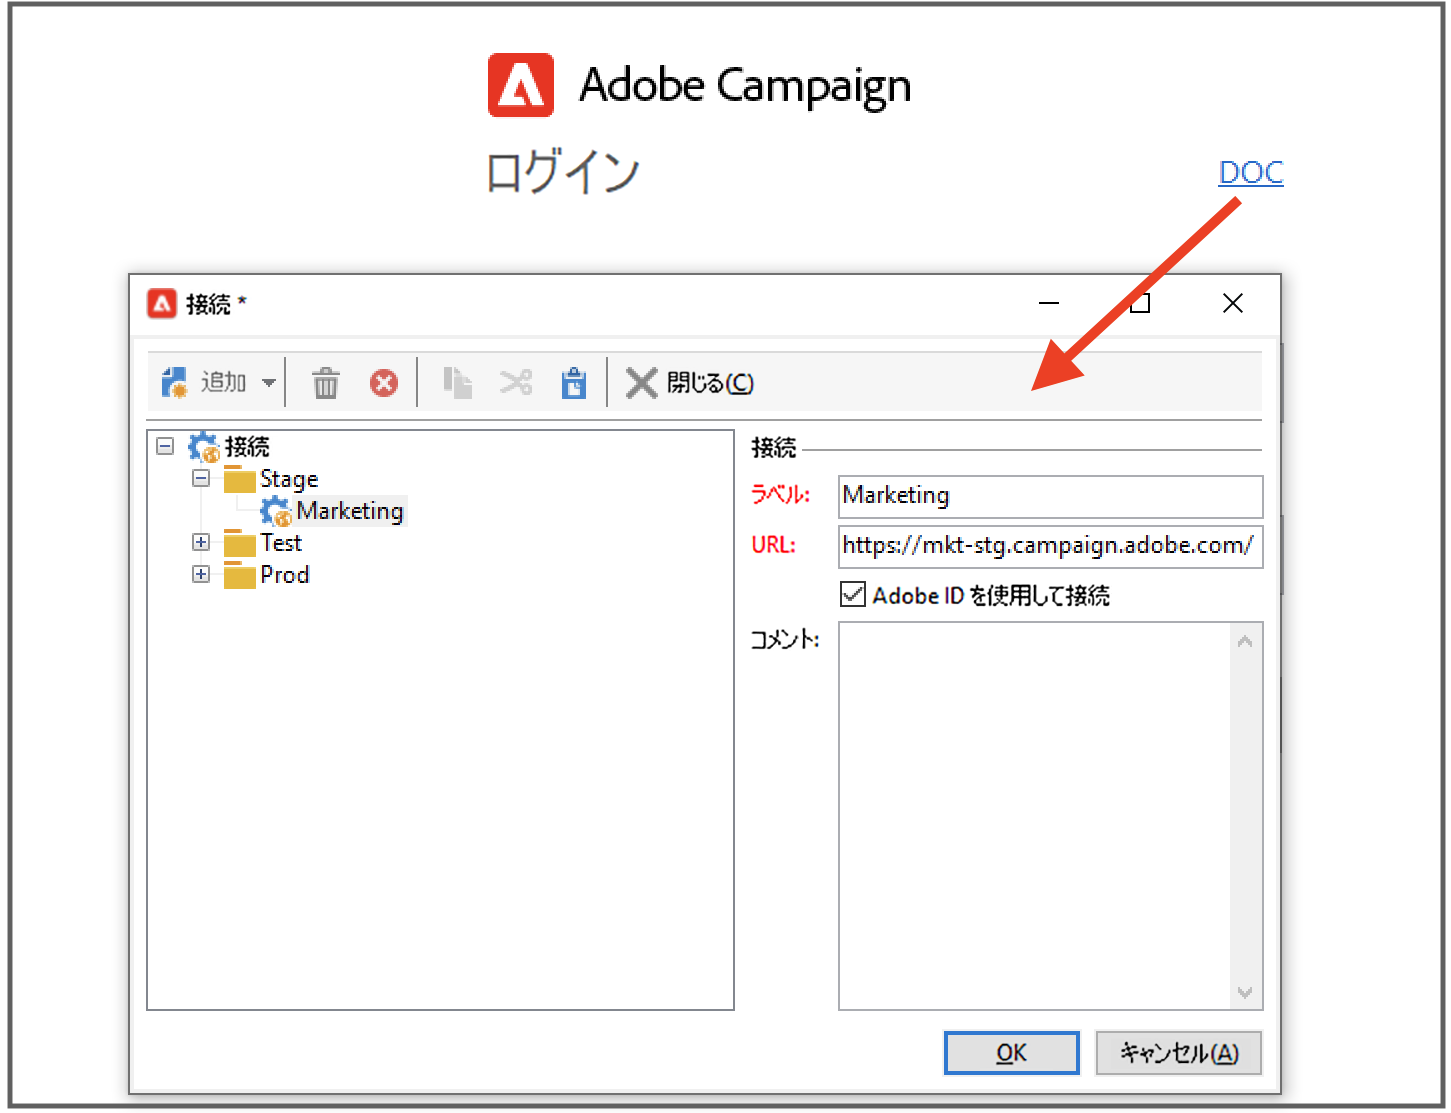 Adobe Campaign
ログイン
DOC
接続 *
追加
閉じる(C)
接続
Stage
Marketing
Test
Prod
接続
ラベル: Marketing
URL: https://mkt-stg.campaign.adobe.com/
Adobe ID を使用して接続
コメント:
OK
キャンセル(A)